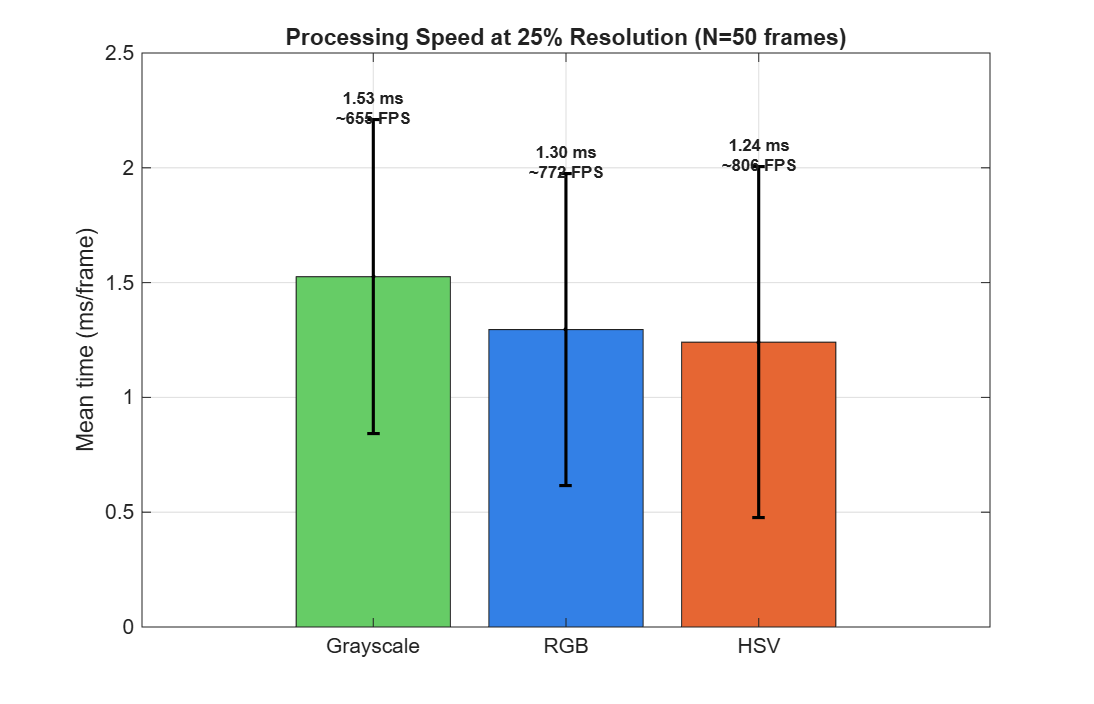 Processing Speed at 25% Resolution (N=50 frames)
2.5
2
1.5
1
0.5
0
Mean time (ms/frame)
1.53 ms
~655 FPS
1.30 ms
~772 FPS
1.24 ms
~806 FPS
Grayscale
RGB
HSV